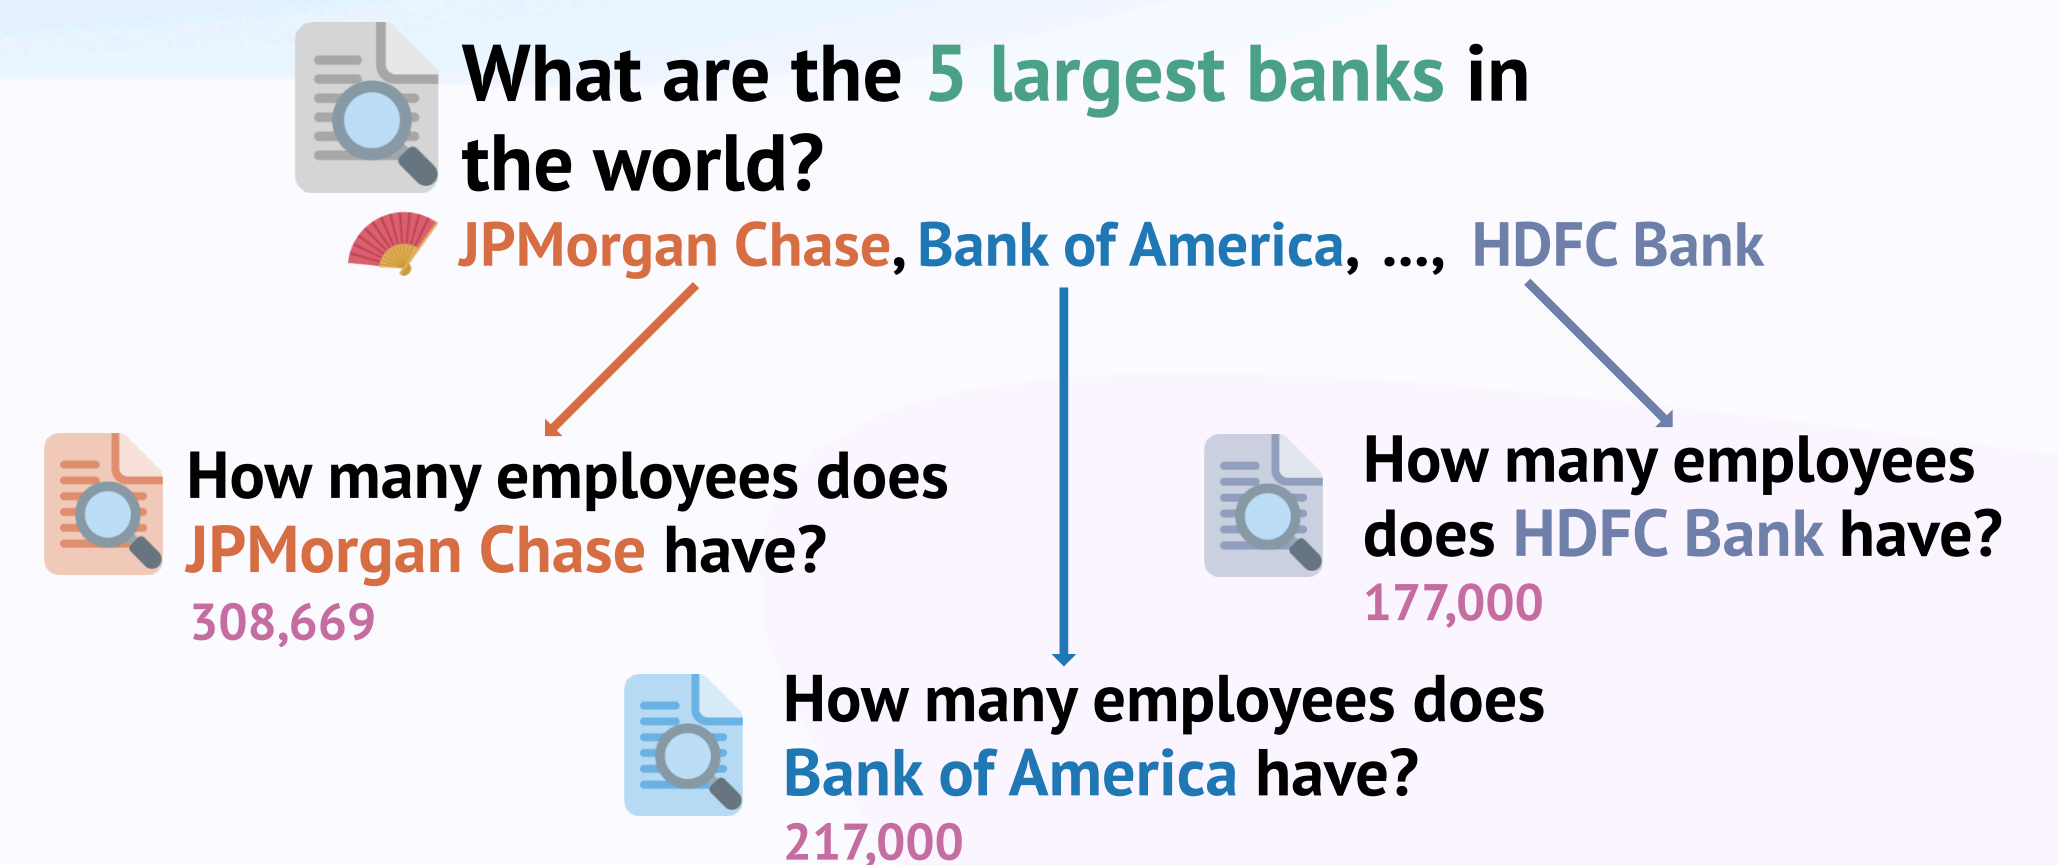 What are the 5 largest banks in
the world?
JPMorgan Chase, Bank of America, ..., HDFC Bank
How many employees does
JPMorgan Chase have?
308,669
How many employees
does HDFC Bank have?
177,000
How many employees does
Bank of America have?
217,000